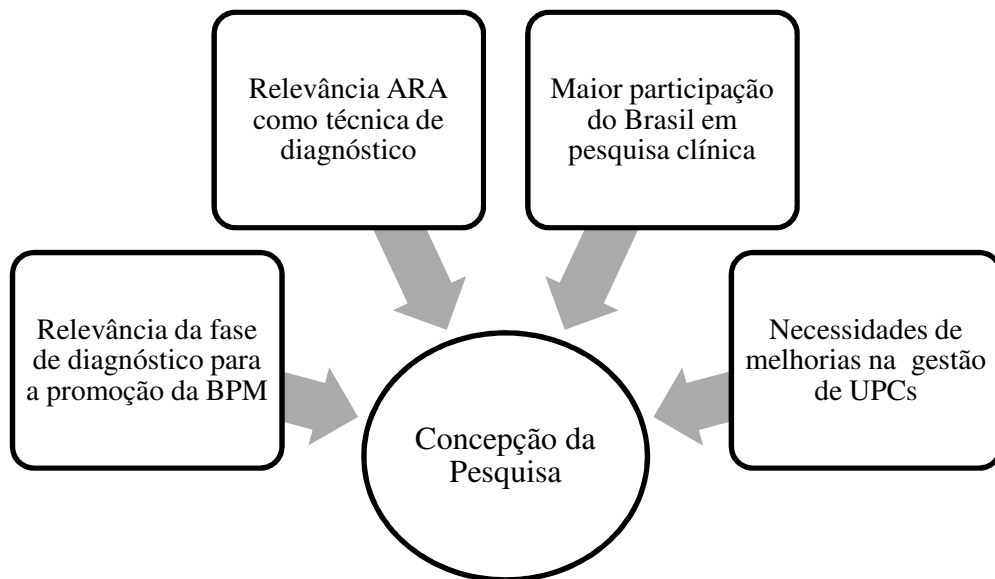 Relevância ARA
como técnica de
diagnóstico
Maior participação
do Brasil em
pesquisa clínica
Relevância da fase
de diagnóstico para
a promoção da BPM
Necessidades de
melhorias na  gestão
de UPCs
Concepção da
Pesquisa